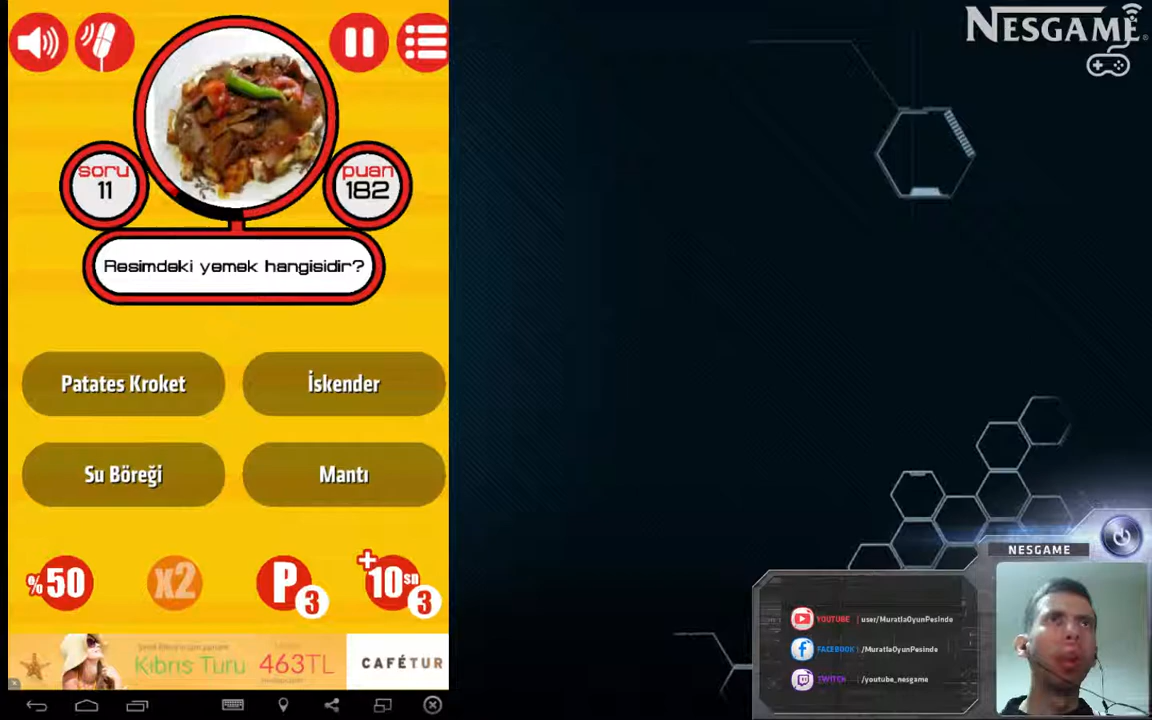 NESGAME
soru
11
puan
182
Resimdeki yemek hangisidir?
Patates Kroket
İskender
Su Böreği
Mantı
%50
x2
P
3
+10sn
3
Kıbrıs Turu
463TL
CAFÉTUR
NESGAME
YOUTUBE | user/MuratlaOyunPesinde
FACEBOOK | /MuratlaOyunPesinde
TWITCH | /youtube_nesgame